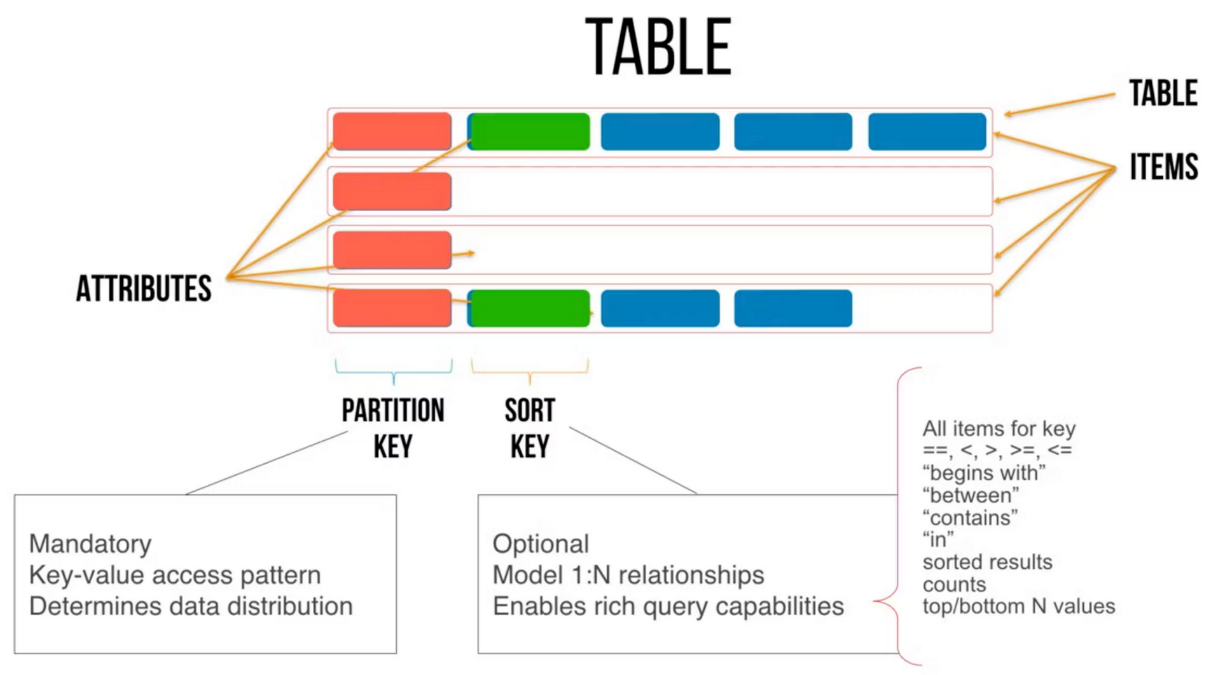 TABLE
TABLE
ITEMS
ATTRIBUTES
PARTITION
KEY
SORT
KEY
Mandatory
Key-value access pattern
Determines data distribution
Optional
Model 1:N relationships
Enables rich query capabilities
All items for key
==, <, >, >=, <=
“begins with”
“between”
“contains”
“in”
sorted results
counts
top/bottom N values